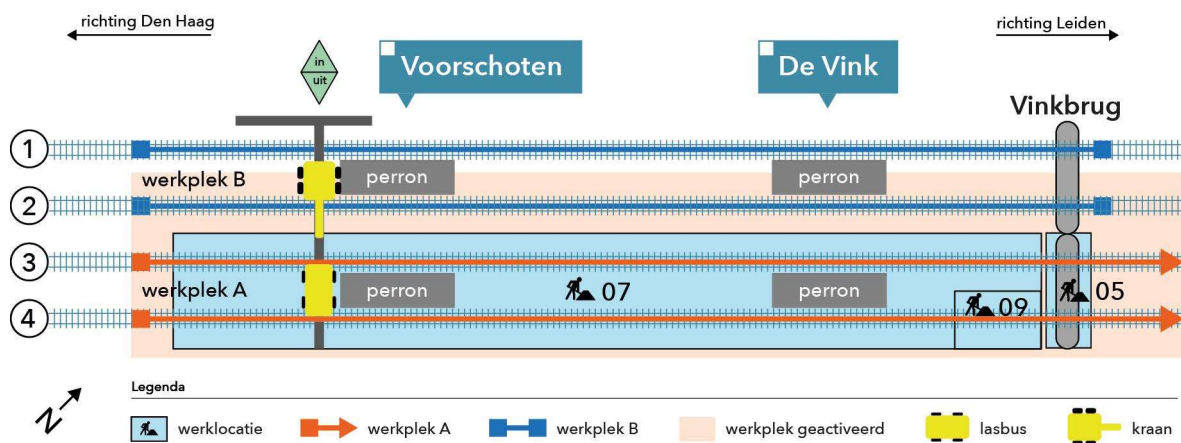 richting Den Haag
richting Leiden
in
uit
Voorschoten
De Vink
Vinkbrug
1
werkplek B
perron
perron
2
3
werkplek A
perron
07
perron
09
05
4
N
Legenda
werklocatie
werkplek A
werkplek B
werkplek geactiveerd
lasbus
kraan